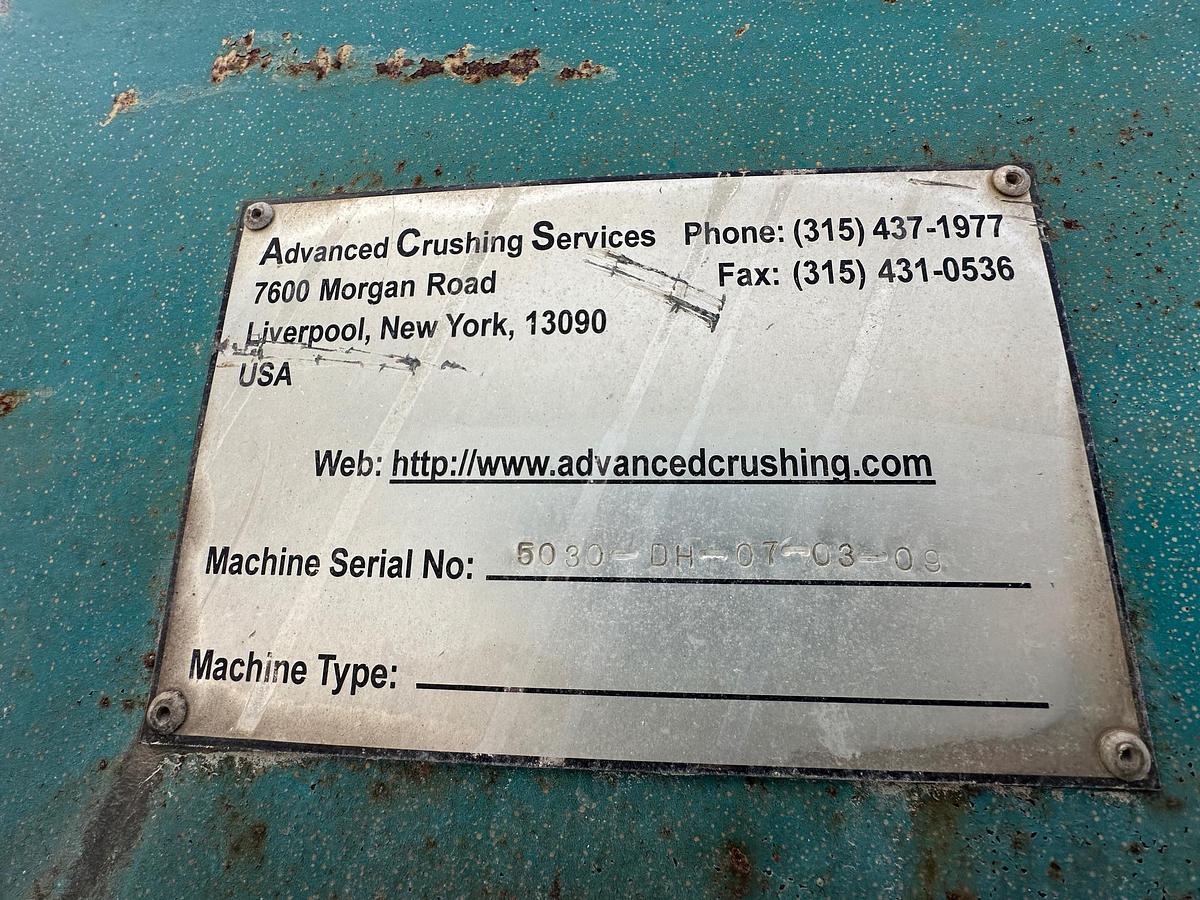 Advanced Crushing Services Phone: (315) 437-1977
7600 Morgan Road Fax: (315) 431-0536
Liverpool, New York, 13090
USA
Web: http://www.advancedcrushing.com
Machine Serial No: 5030-DH-07-03-09
Machine Type: